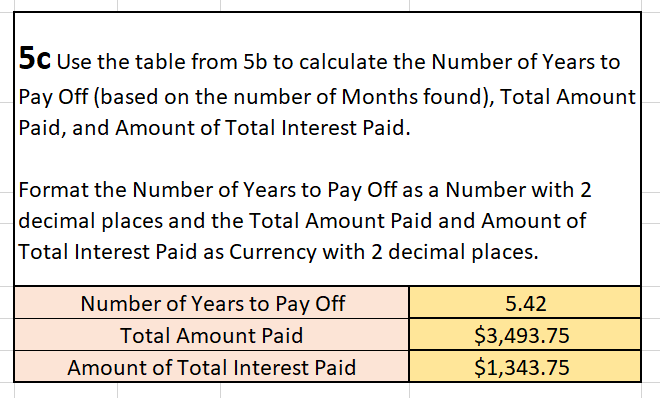 5c Use the table from 5b to calculate the Number of Years to
Pay Off (based on the number of Months found), Total Amount
Paid, and Amount of Total Interest Paid.
Format the Number of Years to Pay Off as a Number with 2
decimal places and the Total Amount Paid and Amount of
Total Interest Paid as Currency with 2 decimal places.
Number of Years to Pay Off 5.42
Total Amount Paid $3,493.75
Amount of Total Interest Paid $1,343.75